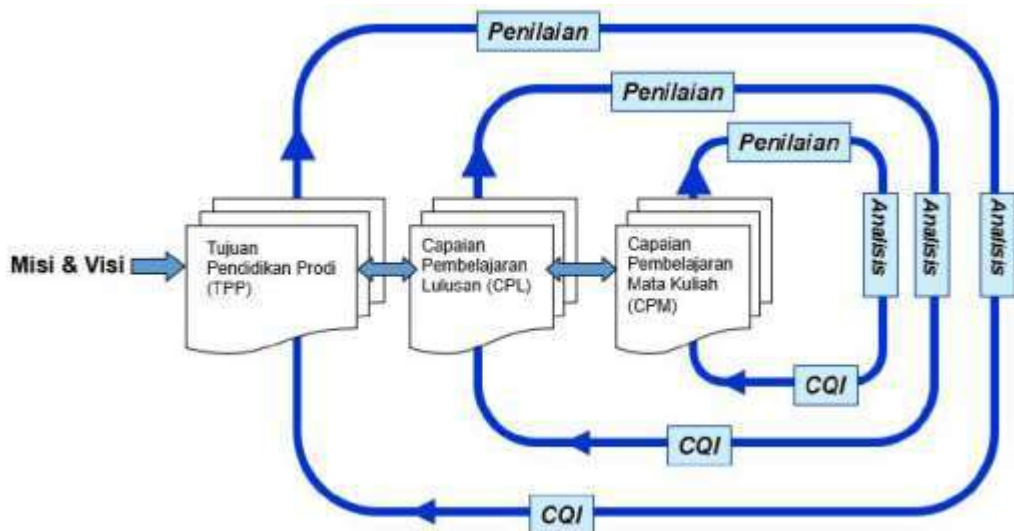 Penilaian
Penilaian
Penilaian
Misi & Visi
Tujuan
Pendidikan Prodi
(TPP)
Capaian
Pembelajaran
Lulusan (CPL)
Capaian
Pembelajaran
Mata Kuliah
(CPM)
Analisis
Analisis
Analisis
CQI
CQI
CQI